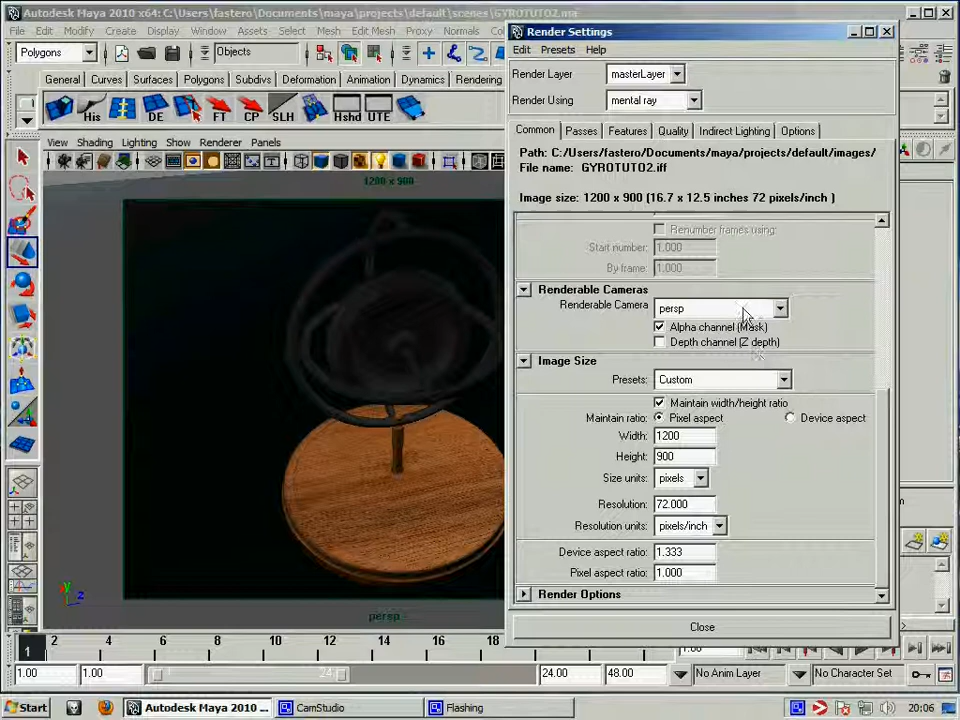 Autodesk Maya 2010 x64: C:\Users\fastero\Documents\maya\projects\default\scenes\GYROTUTO2.ma
File Edit Modify Create Display Window Assets Select Mesh Edit Mesh Proxy Normals
Polygons Objects
General Curves Surfaces Polygons Subdivs Deformation Animation Dynamics Rendering
His DE FT CP SLH Hshd UTE
View Shading Lighting Show Renderer Panels
1200 x 900
persp
Render Settings
Edit Presets Help
Render Layer masterLayer
Render Using mental ray
Common Passes Features Quality Indirect Lighting Options
Path: C:/Users/fastero/Documents/maya/projects/default/images/
File name: GYROTUTO2.iff
Image size: 1200 x 900 (16.7 x 12.5 inches 72 pixels/inch )
Renumber frames using:
Start number: 1.000
By frame: 1.000
Renderable Cameras
Renderable Camera persp
Alpha channel (Mask)
Depth channel (Z depth)
Image Size
Presets: Custom
Maintain width/height ratio
Maintain ratio: Pixel aspect Device aspect
Width: 1200
Height: 900
Size units: pixels
Resolution: 72.000
Resolution units: pixels/inch
Device aspect ratio: 1.333
Pixel aspect ratio: 1.000
Render Options
Close
y
z
1 2 4 6 8 10 12 14 16 18
1.00
1.00 1.00 24 24.00 48.00 No Anim Layer No Character Set
Start Autodesk Maya 2010 ... CamStudio Flashing 20:06